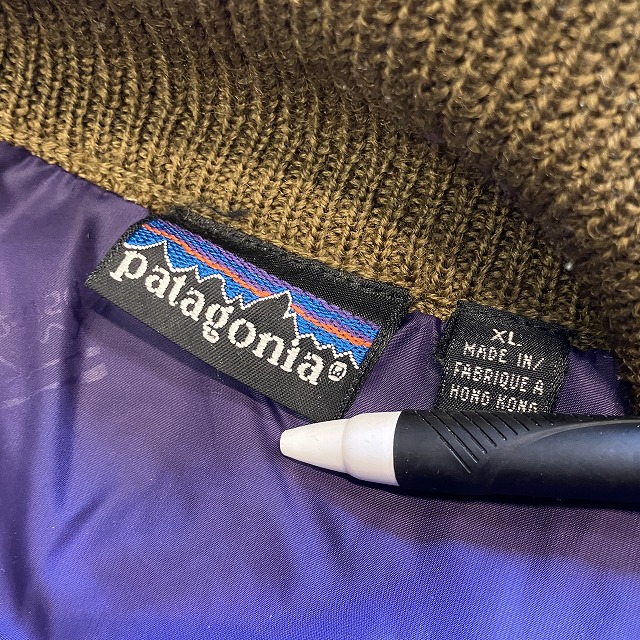 patagonia®
XL
MADE IN/
FABRIQUE A
HONG KONG